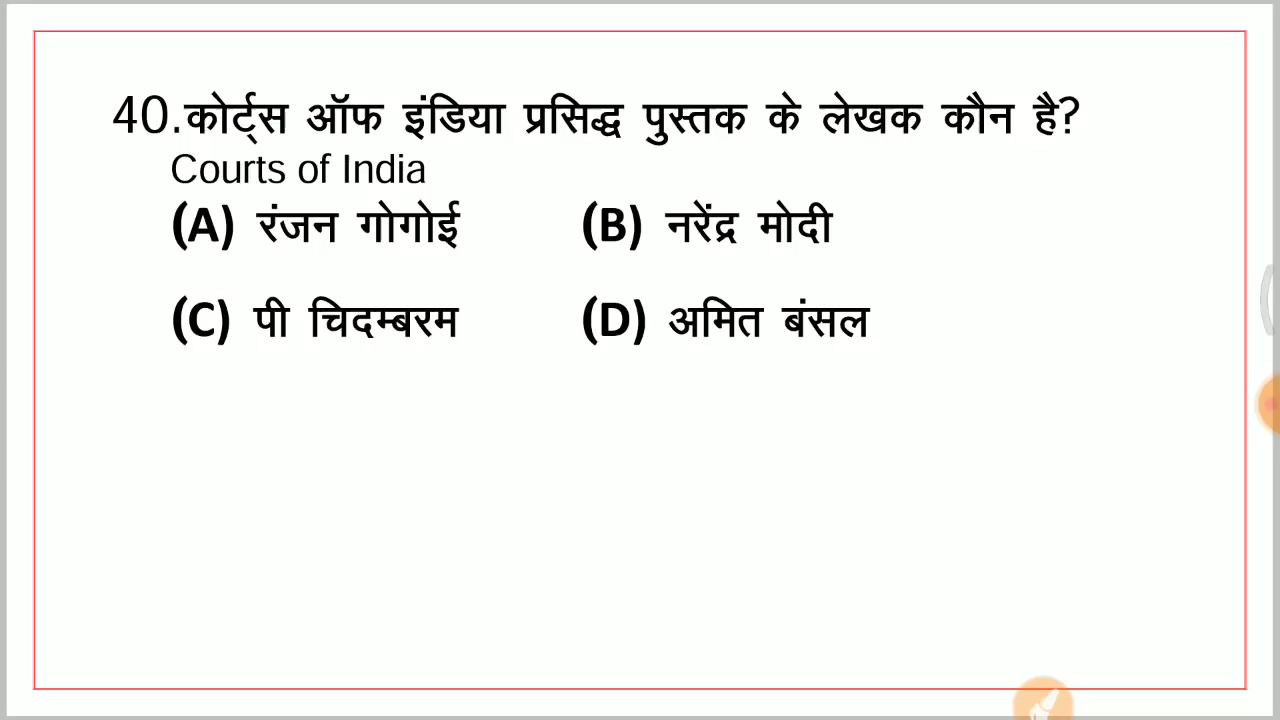 40.कोर्ट्स ऑफ इंडिया प्रसिद्ध पुस्तक के लेखक कौन है?
Courts of India
(A) रंजन गोगोई (B) नरेंद्र मोदी
(C) पी चिदम्बरम (D) अमित बंसल